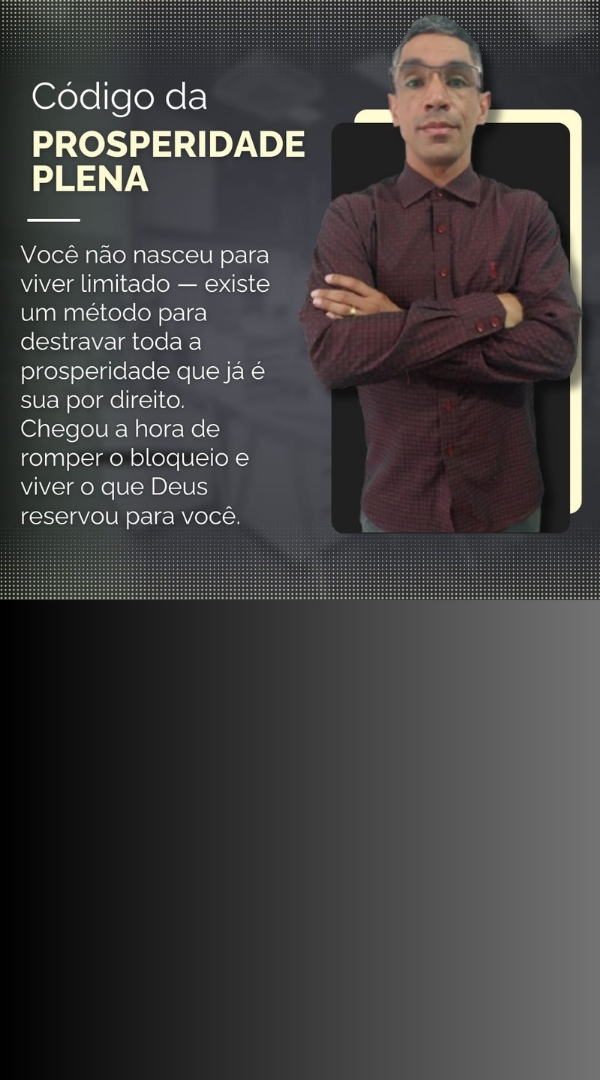 Código da
PROSPERIDADE
PLENA
Você não nasceu para
viver limitado — existe
um método para
destravar toda a
prosperidade que já é
sua por direito.
Chegou a hora de
romper o bloqueio e
viver o que Deus
reservou para você.